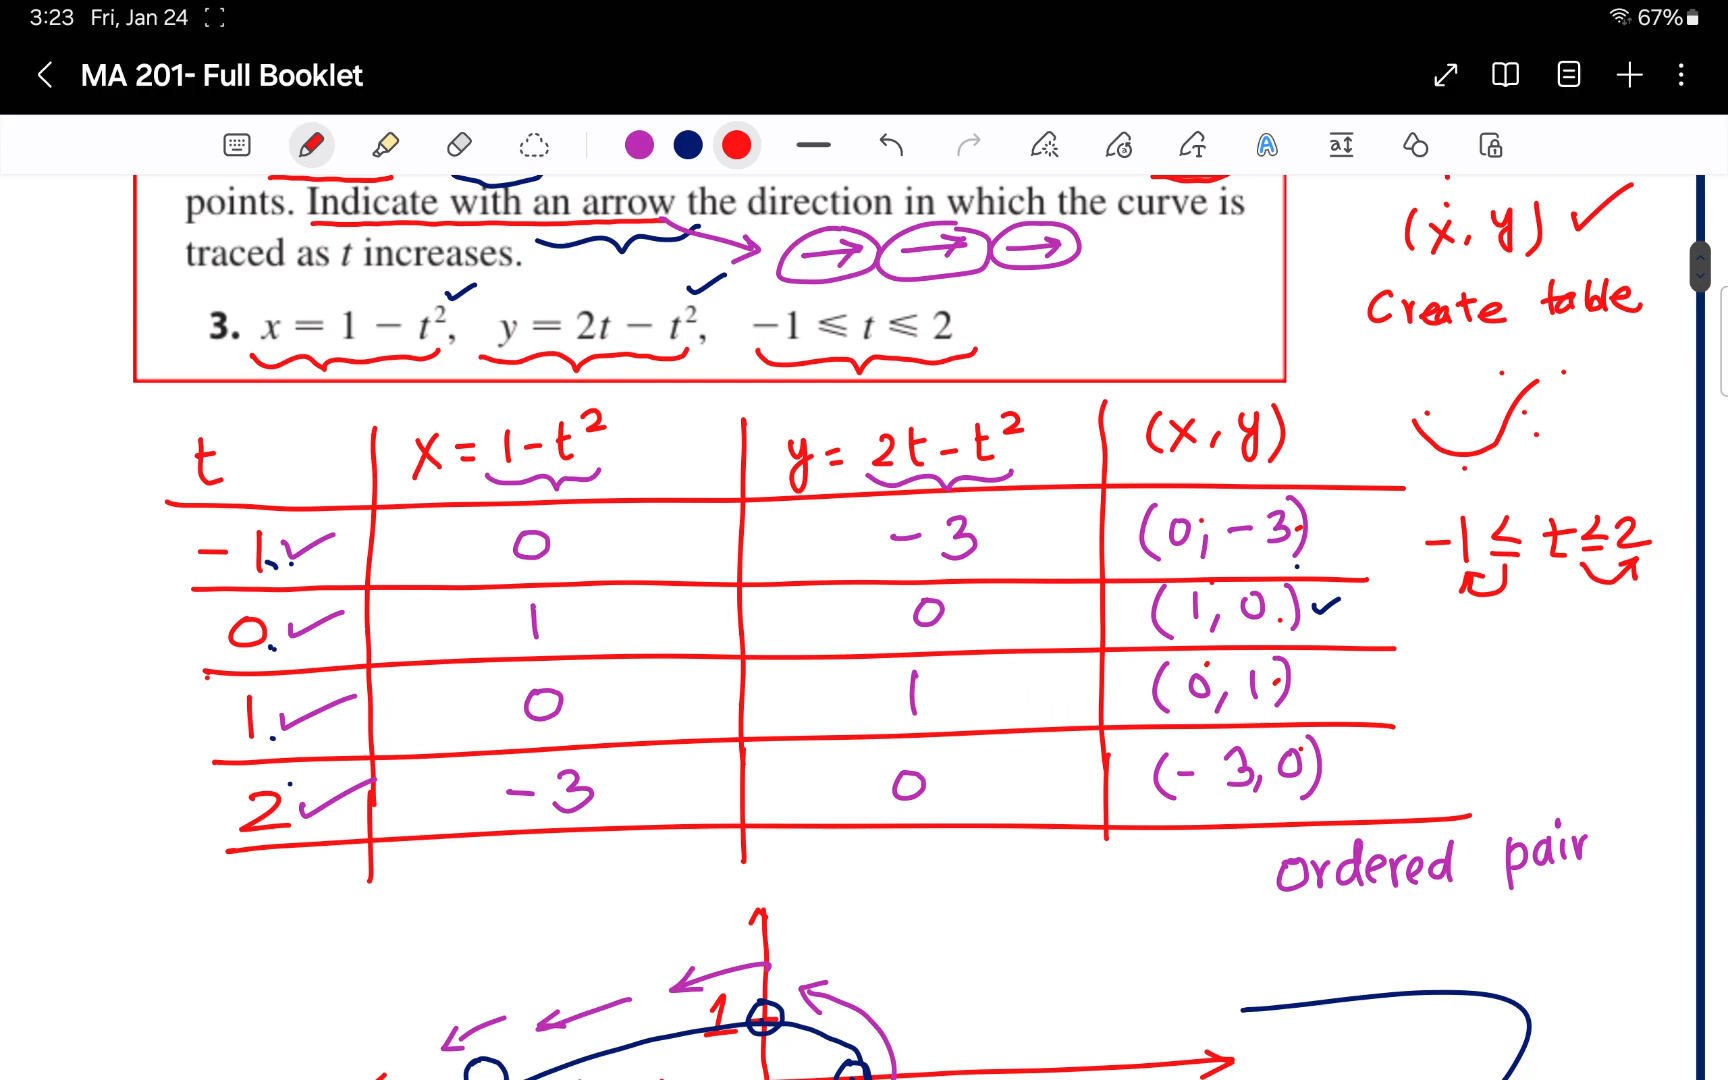 3:23 Fri, Jan 24 67%
MA 201- Full Booklet
points. Indicate with an arrow the direction in which the curve is
traced as t increases.
3. x = 1 − t², y = 2t − t², −1 ⩽ t ⩽ 2
(x, y)
Create table
t x = 1-t² y = 2t-t² (x, y)
-1 0 -3 (0, -3)
-1 ≤ t ≤ 2
0 1 0 (1, 0)
1 0 1 (0, 1)
2 -3 0 (-3, 0)
ordered pair
1